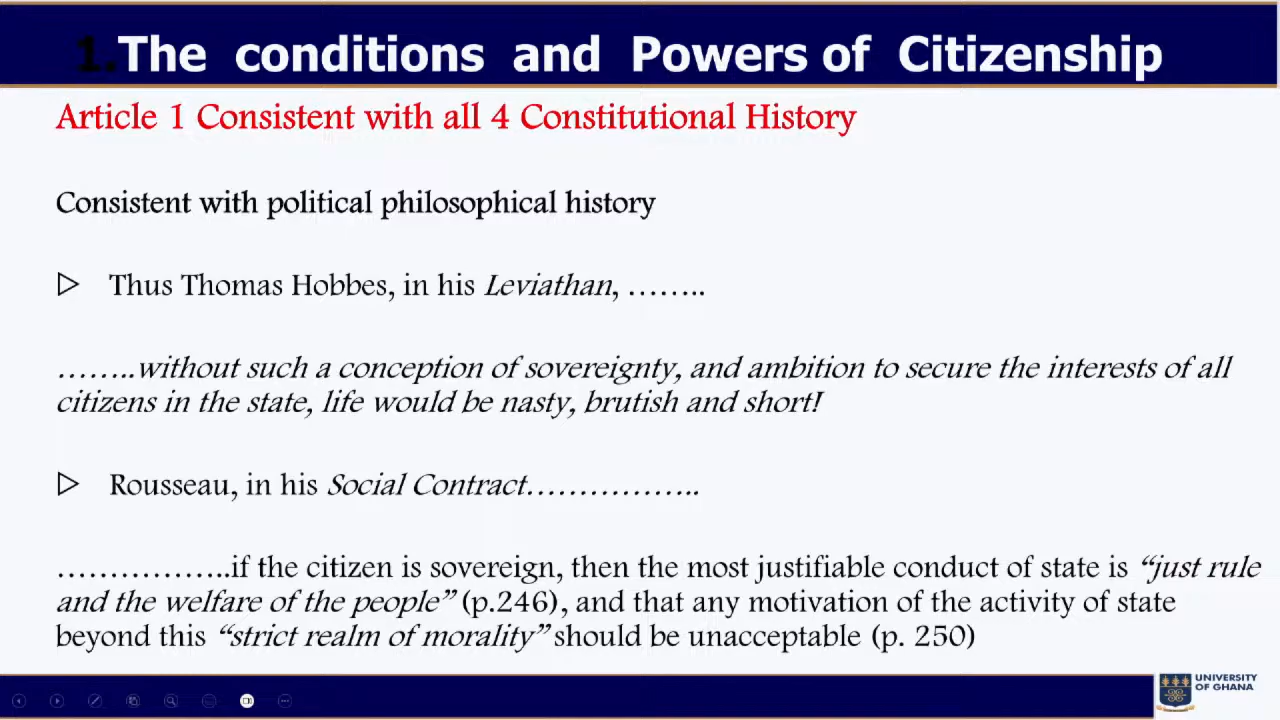 1.The conditions and Powers of Citizenship
Article 1 Consistent with all 4 Constitutional History
Consistent with political philosophical history
Thus Thomas Hobbes, in his Leviathan, ……..
……..without such a conception of sovereignty, and ambition to secure the interests of all
citizens in the state, life would be nasty, brutish and short!
Rousseau, in his Social Contract……………..
……………..if the citizen is sovereign, then the most justifiable conduct of state is “just rule
and the welfare of the people” (p.246), and that any motivation of the activity of state
beyond this “strict realm of morality” should be unacceptable (p. 250)
UNIVERSITY
OF GHANA